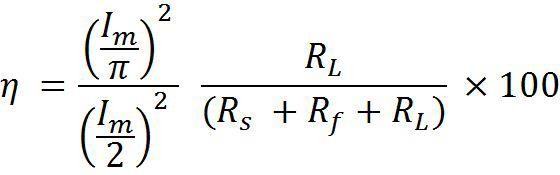 η = (I_m/π)² / (I_m/2)² R_L / (R_s + R_f + R_L) × 100